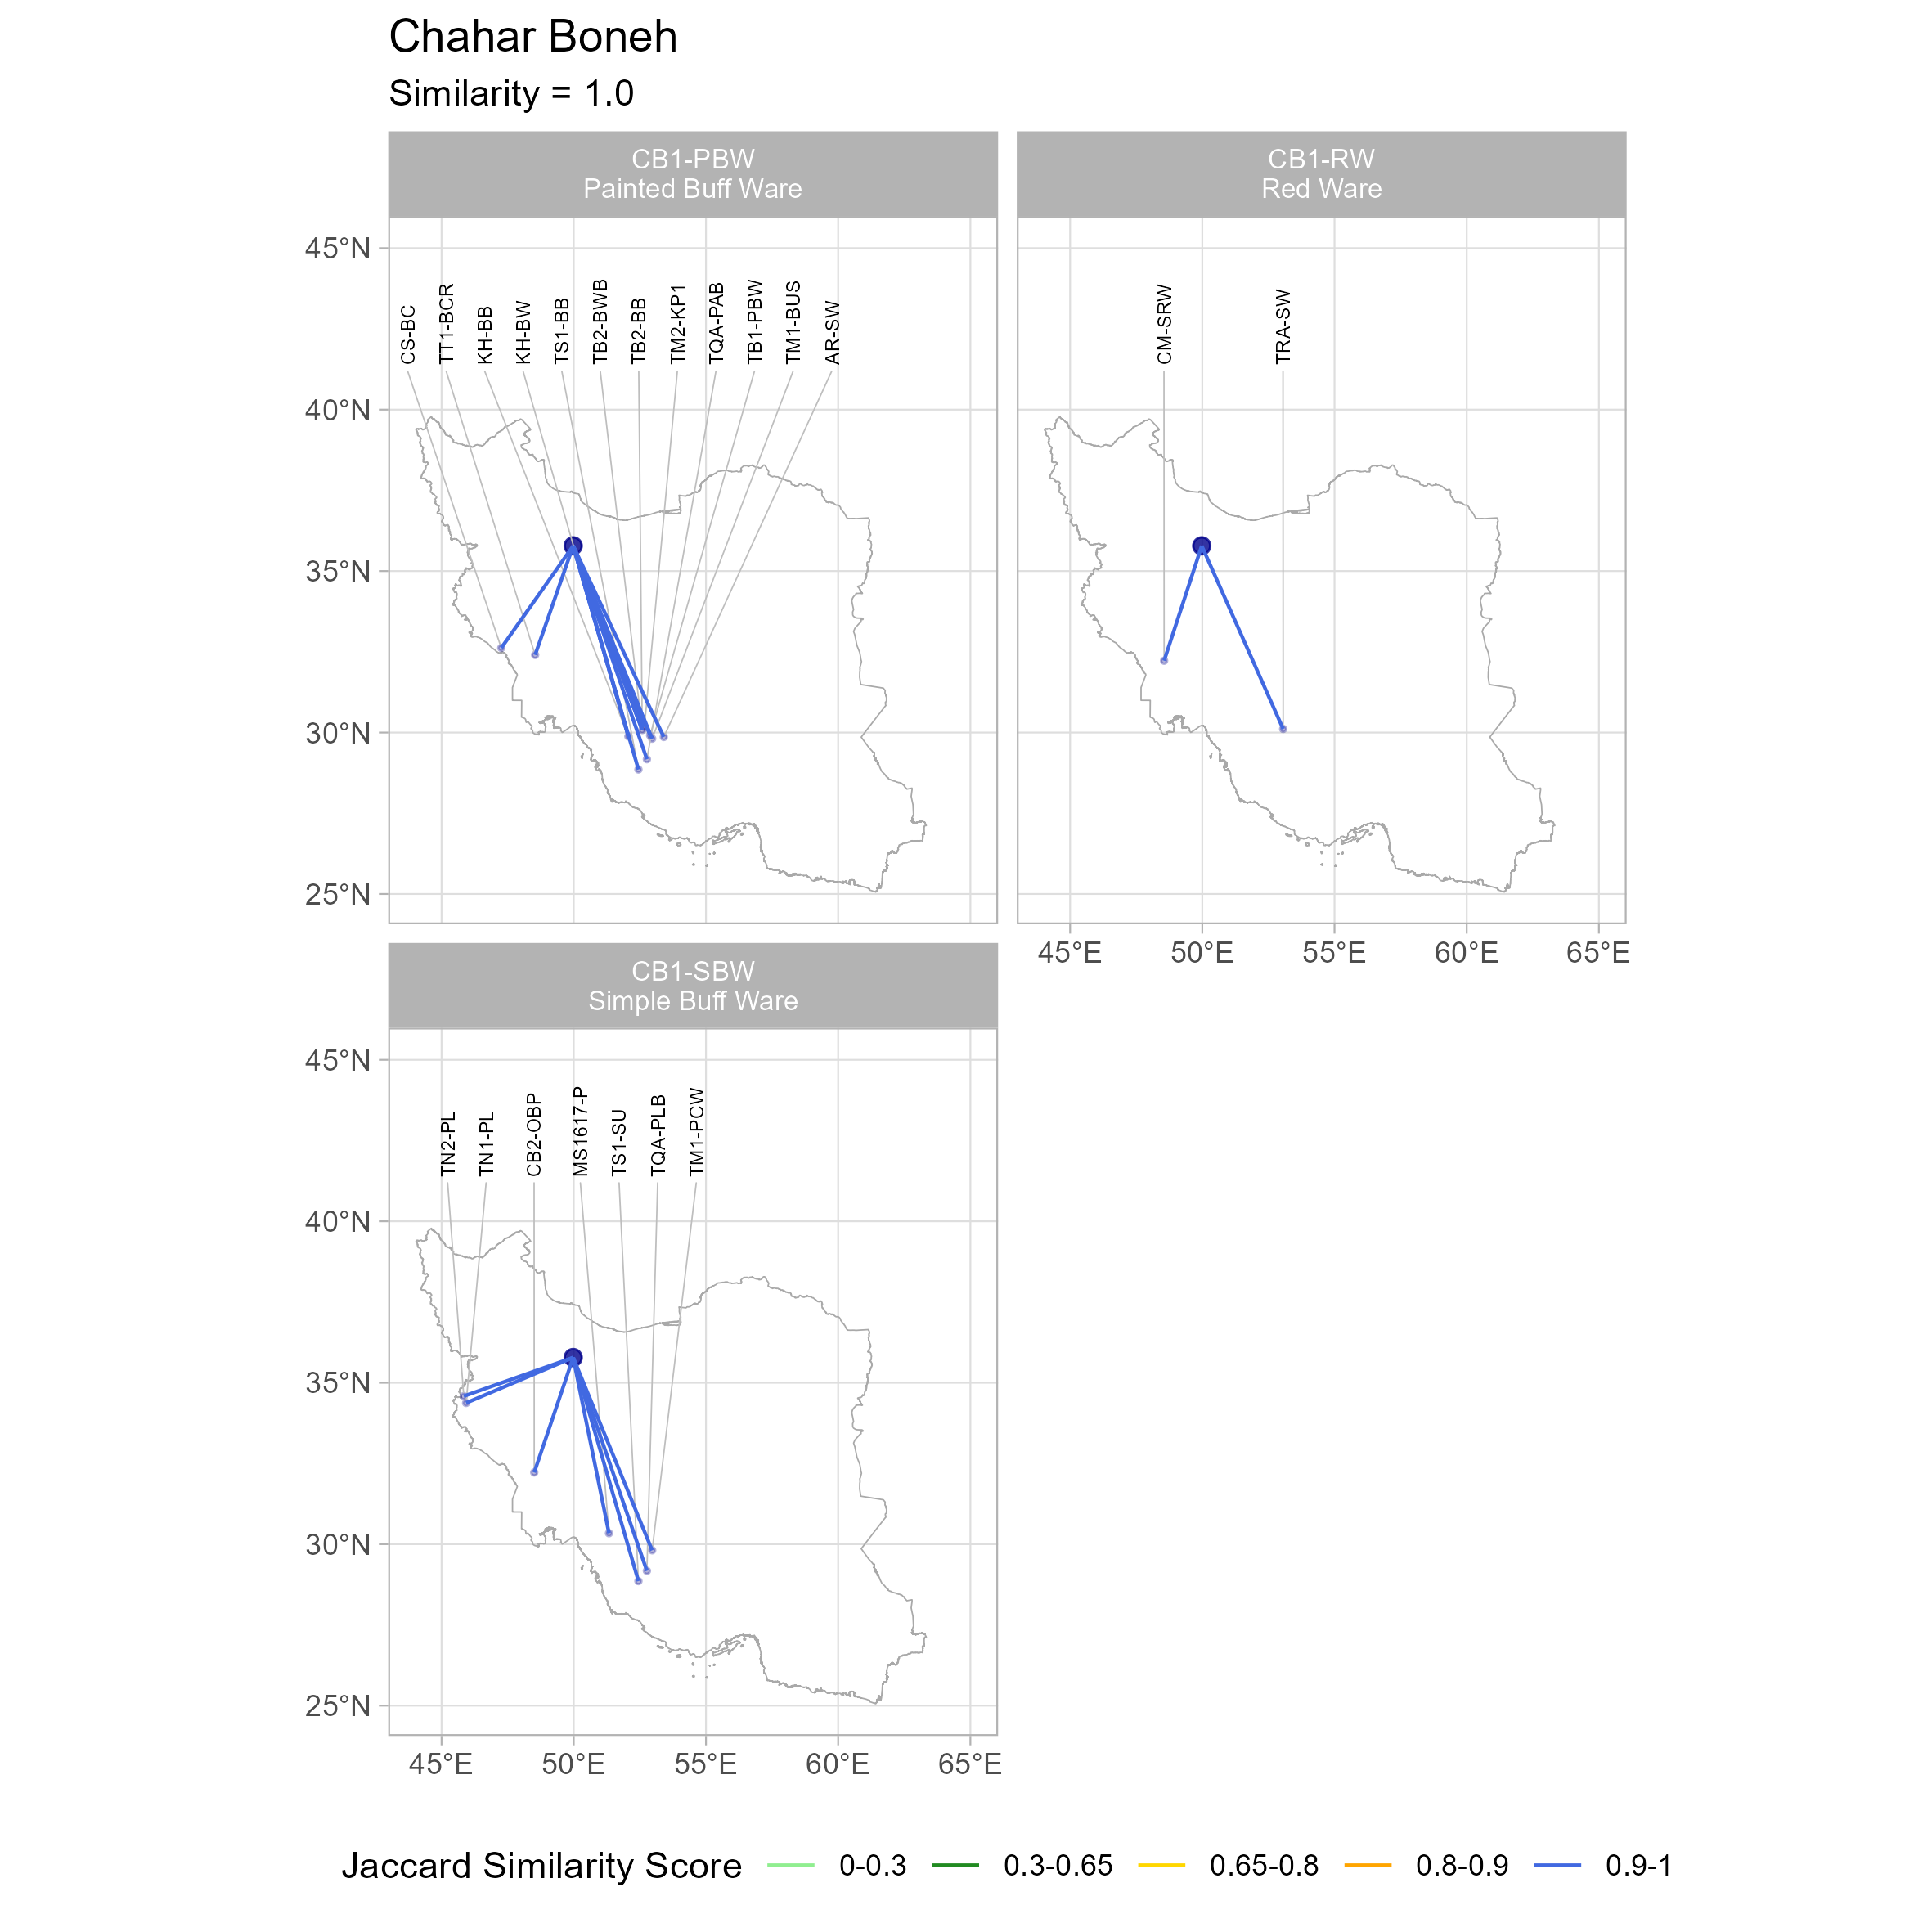 Chahar Boneh
Similarity = 1.0
CB1-PBW
Painted Buff Ware
CB1-RW
Red Ware
45°N
40°N
35°N
30°N
25°N
CS-BC
TT1-BCR
KH-BB
KH-BW
TS1-BB
TB2-BWB
TB2-BB
TM2-KP1
TQA-PAB
TB1-PBW
TM1-BUS
AR-SW
CM-SRW
TRA-SW
45°E 50°E 55°E 60°E 65°E
CB1-SBW
Simple Buff Ware
45°N
40°N
35°N
30°N
25°N
TN2-PL
TN1-PL
CB2-OBP
MS1617-P
TS1-SU
TQA-PLB
TM1-PCW
45°E 50°E 55°E 60°E 65°E
Jaccard Similarity Score 0-0.3 0.3-0.65 0.65-0.8 0.8-0.9 0.9-1